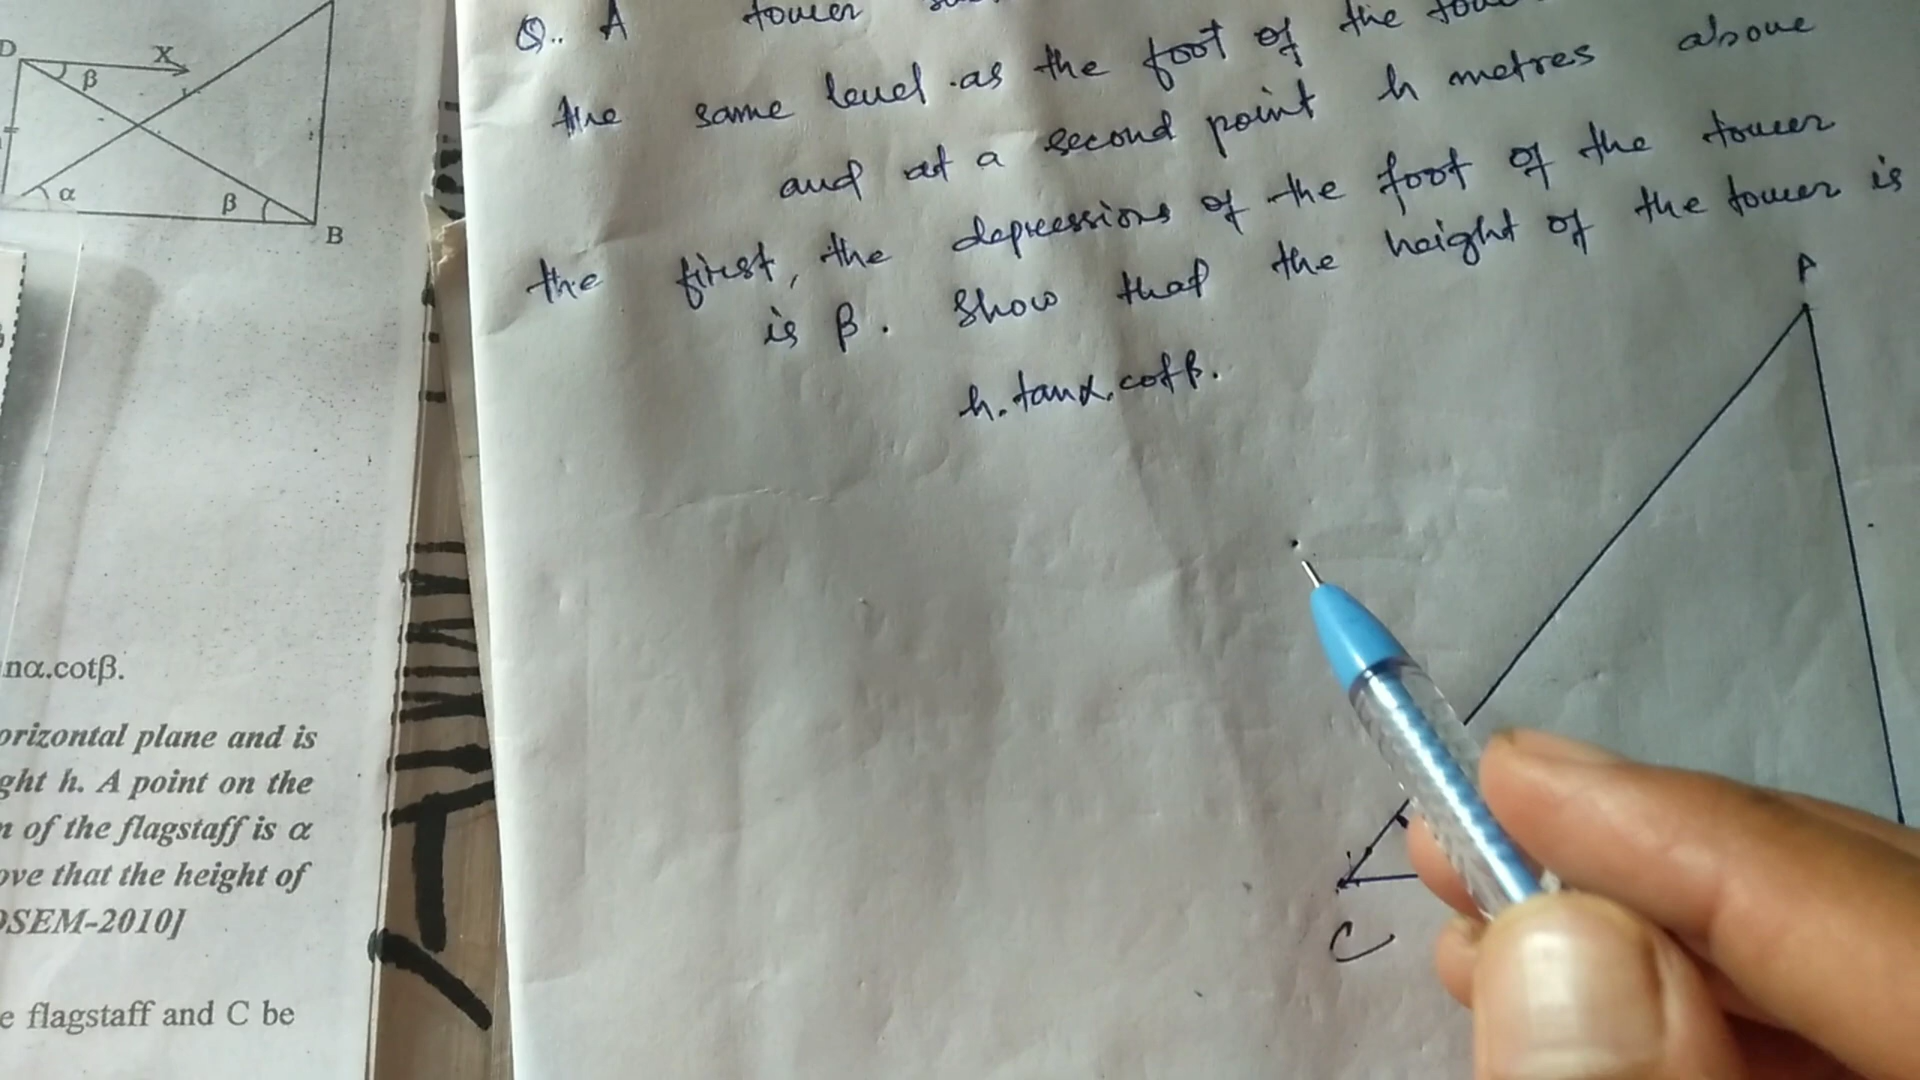 D
X
β
α
β
B
nα.cotβ.
orizontal plane and is
ght h. A point on the
n of the flagstaff is α
ove that the height of
OSEM-2010]
e flagstaff and C be
Q.. A tower
the same level as the foot of the
and at a second point h metres above
the first, the depressions of the foot of the tower
is β. Show that the height of the tower is
h. tanα. cotβ.
A
C